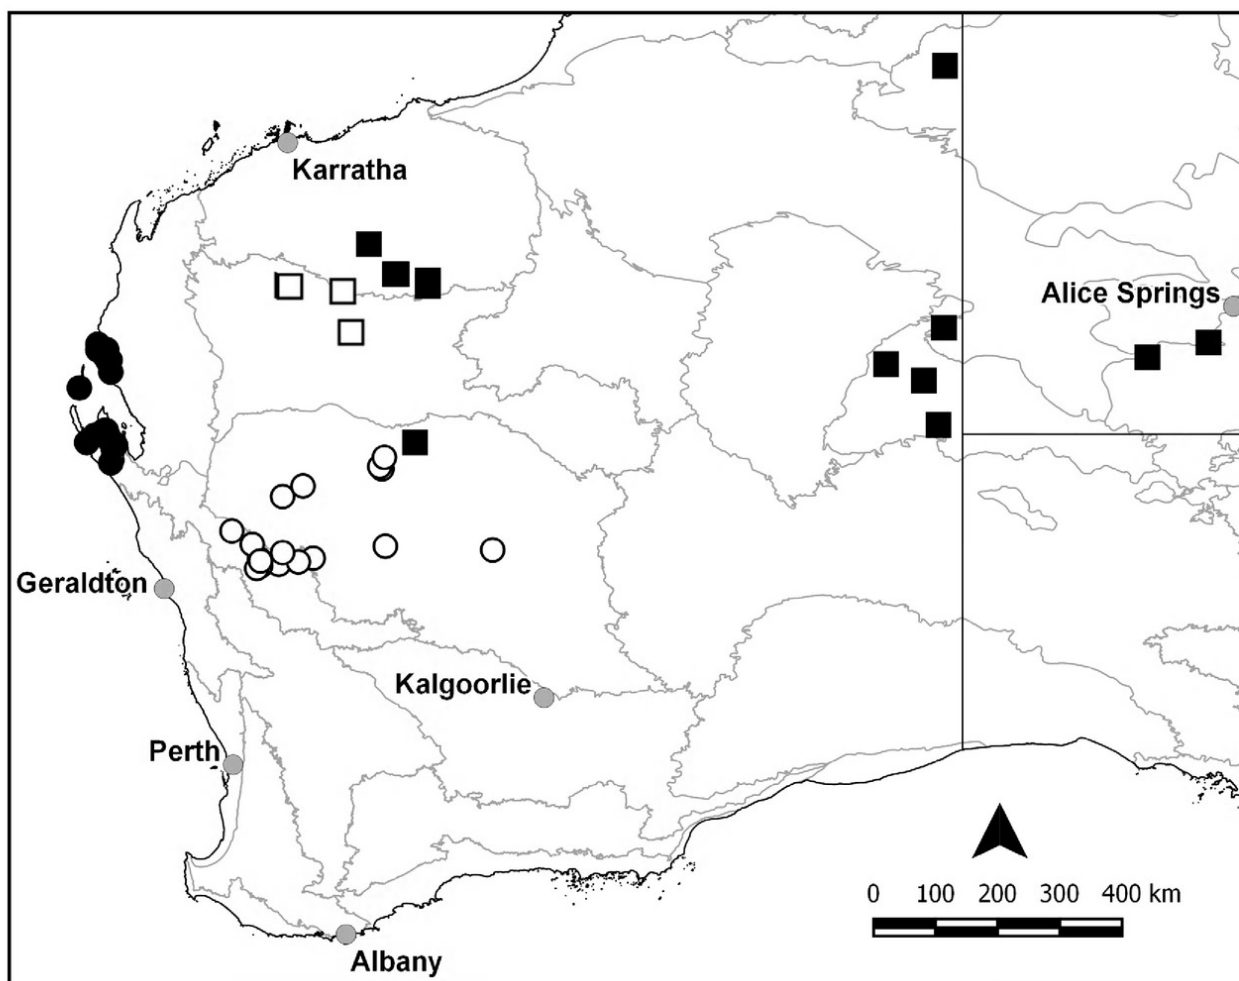 Karratha
Alice Springs
Geraldton
Kalgoorlie
Perth
0 100 200 300 400 km
Albany